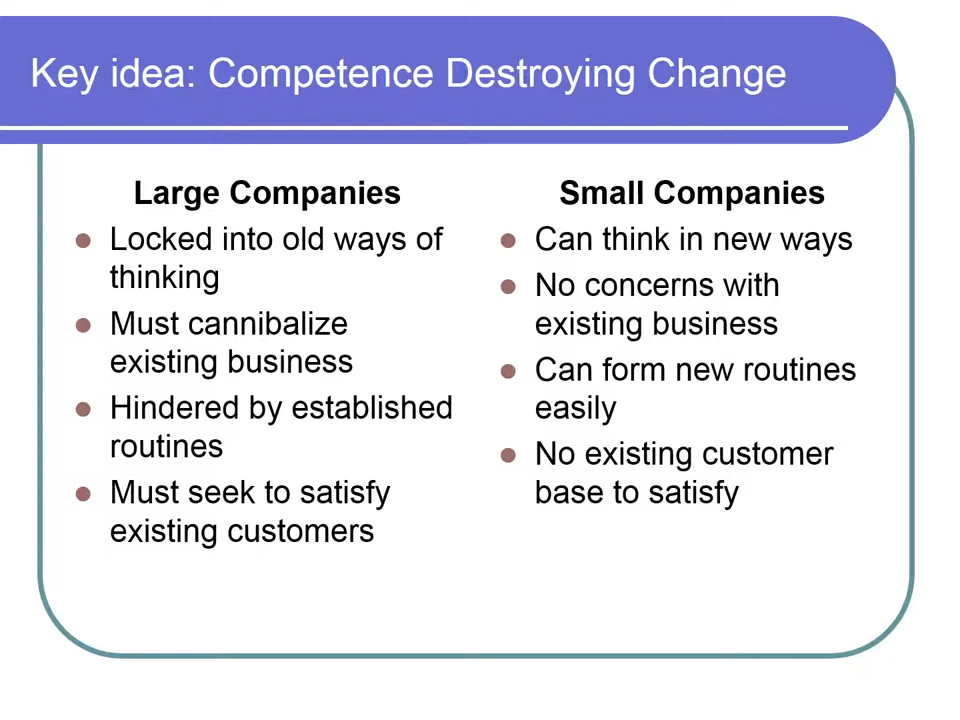 Key idea: Competence Destroying Change
Large Companies
Locked into old ways of
thinking
Must cannibalize
existing business
Hindered by established
routines
Must seek to satisfy
existing customers
Small Companies
Can think in new ways
No concerns with
existing business
Can form new routines
easily
No existing customer
base to satisfy